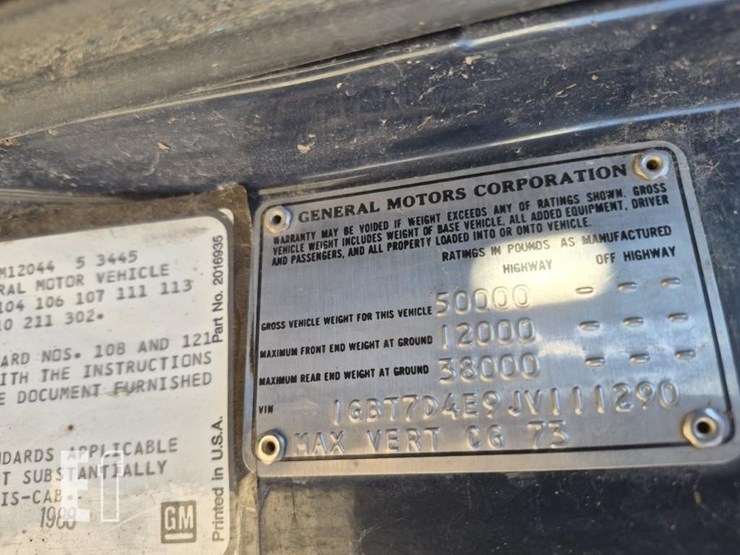 M12044 5 3445
RAL MOTOR VEHICLE
104 106 107 111 113
10 211 302.
ARD NOS. 108 AND 121
ITH THE INSTRUCTIONS
E DOCUMENT FURNISHED
NDARDS APPLICABLE
T SUBSTANTIALLY
IS-CAB.
1988
GM
Part No. 2016935
Printed in U.S.A.
GENERAL MOTORS CORPORATION
WARRANTY MAY BE VOIDED IF WEIGHT EXCEEDS ANY OF RATINGS SHOWN. GROSS
VEHICLE WEIGHT INCLUDES WEIGHT OF BASE VEHICLE, ALL ADDED EQUIPMENT, DRIVER
AND PASSENGERS, AND ALL PROPERTY LOADED INTO OR ONTO VEHICLE.
RATINGS IN POUNDS AS MANUFACTURED
HIGHWAY OFF HIGHWAY
GROSS VEHICLE WEIGHT FOR THIS VEHICLE 50000 - - - -
MAXIMUM FRONT END WEIGHT AT GROUND 12000 - - - -
MAXIMUM REAR END WEIGHT AT GROUND 38000 - - - -
VIN 1GBT7D4E9JV111290
MAX VERT CG 73